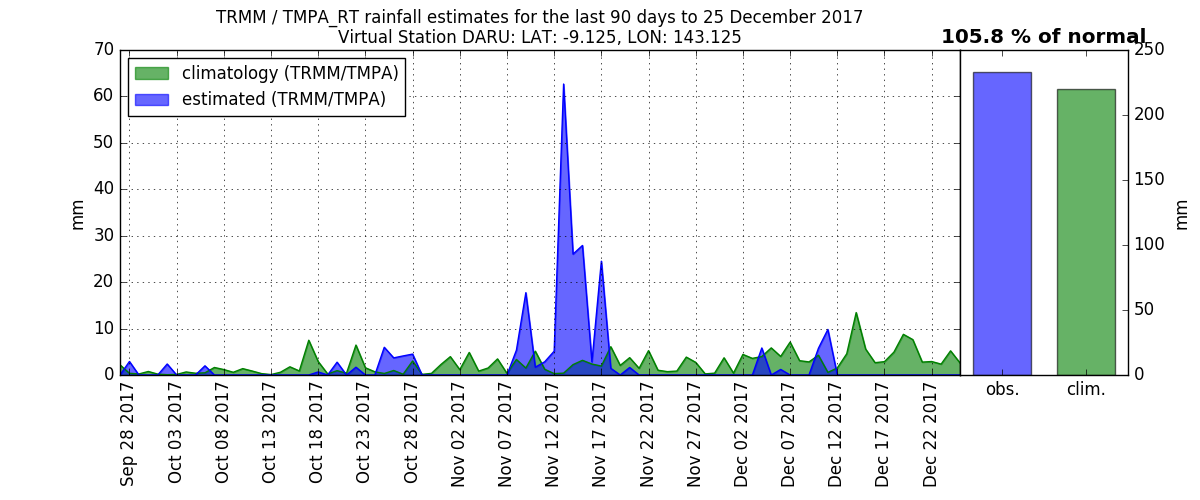 TRMM / TMPA_RT rainfall estimates for the last 90 days to 25 December 2017
Virtual Station DARU: LAT: -9.125, LON: 143.125
105.8 % of normal
climatology (TRMM/TMPA)
estimated (TRMM/TMPA)
mm
70
60
50
40
30
20
10
0
Sep 28 2017
Oct 03 2017
Oct 08 2017
Oct 13 2017
Oct 18 2017
Oct 23 2017
Oct 28 2017
Nov 02 2017
Nov 07 2017
Nov 12 2017
Nov 17 2017
Nov 22 2017
Nov 27 2017
Dec 02 2017
Dec 07 2017
Dec 12 2017
Dec 17 2017
Dec 22 2017
250
200
150
100
50
0
mm
obs.
clim.